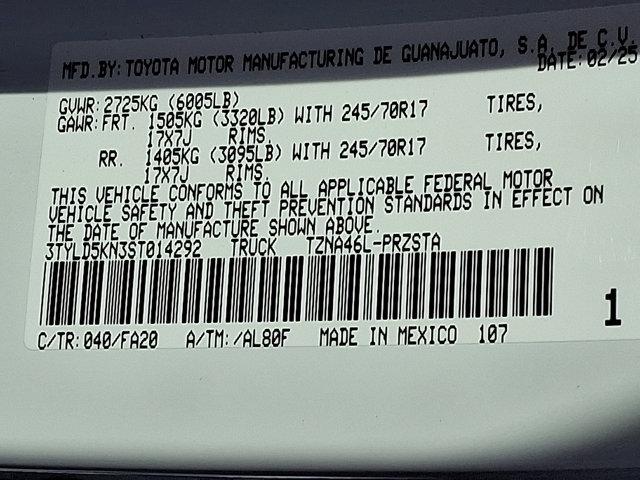 MFD.BY: TOYOTA MOTOR MANUFACTURING DE GUANAJUATO, S.A. DE C.V.
DATE: 02/25
GVWR: 2725KG (6005LB)
GAWR: FRT. 1505KG (3320LB) WITH 245/70R17 TIRES,
17X7J RIMS.
RR. 1405KG (3095LB) WITH 245/70R17 TIRES,
17X7J RIMS.
THIS VEHICLE CONFORMS TO ALL APPLICABLE FEDERAL MOTOR
VEHICLE SAFETY AND THEFT PREVENTION STANDARDS IN EFFECT ON
THE DATE OF MANUFACTURE SHOWN ABOVE.
3TYLD5KN3ST014292 TRUCK TZNA46L-PRZSTA
1
C/TR: 040/FA20 A/TM: /AL80F MADE IN MEXICO 107